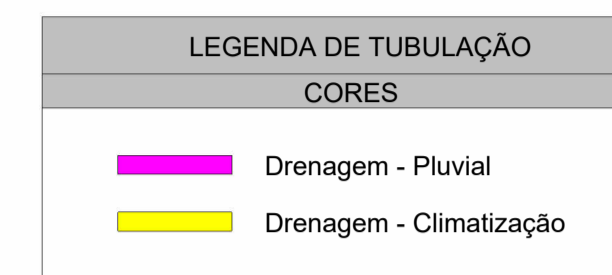 LEGENDA DE TUBULAÇÃO
CORES
Drenagem - Pluvial
Drenagem - Climatização